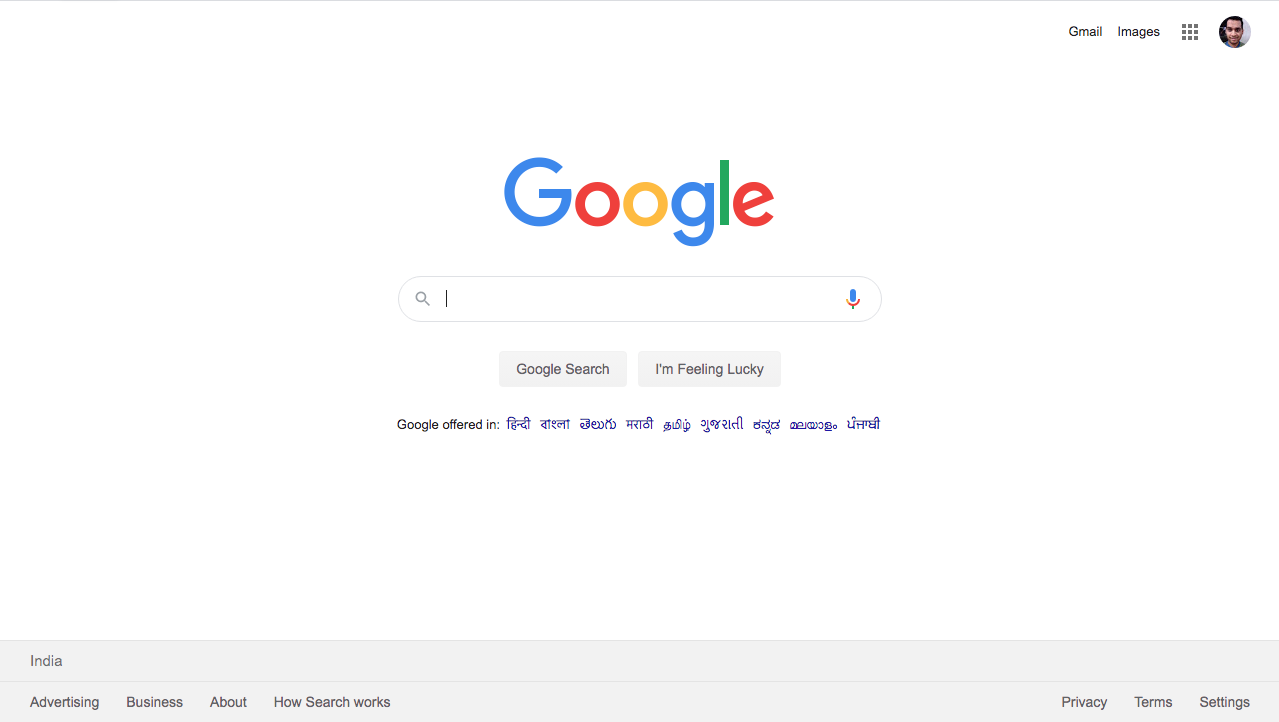 Gmail Images
Google
Google Search I'm Feeling Lucky
Google offered in: हिन्दी বাংলা తెలుగు मराठी தமிழ் ગુજરાતી ಕನ್ನಡ മലയാളം ਪੰਜਾਬੀ
India
Advertising Business About How Search works Privacy Terms Settings